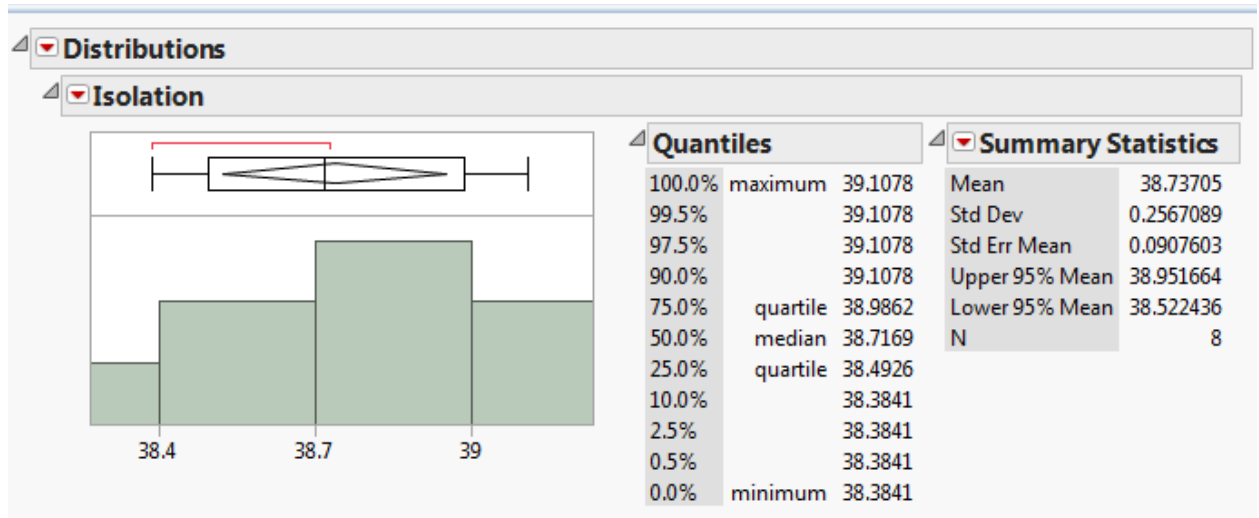 Distributions
Isolation
38.4 38.7 39
Quantiles
100.0% maximum 39.1078
99.5% 39.1078
97.5% 39.1078
90.0% 39.1078
75.0% quartile 38.9862
50.0% median 38.7169
25.0% quartile 38.4926
10.0% 38.3841
2.5% 38.3841
0.5% 38.3841
0.0% minimum 38.3841
Summary Statistics
Mean 38.73705
Std Dev 0.2567089
Std Err Mean 0.0907603
Upper 95% Mean 38.951664
Lower 95% Mean 38.522436
N 8